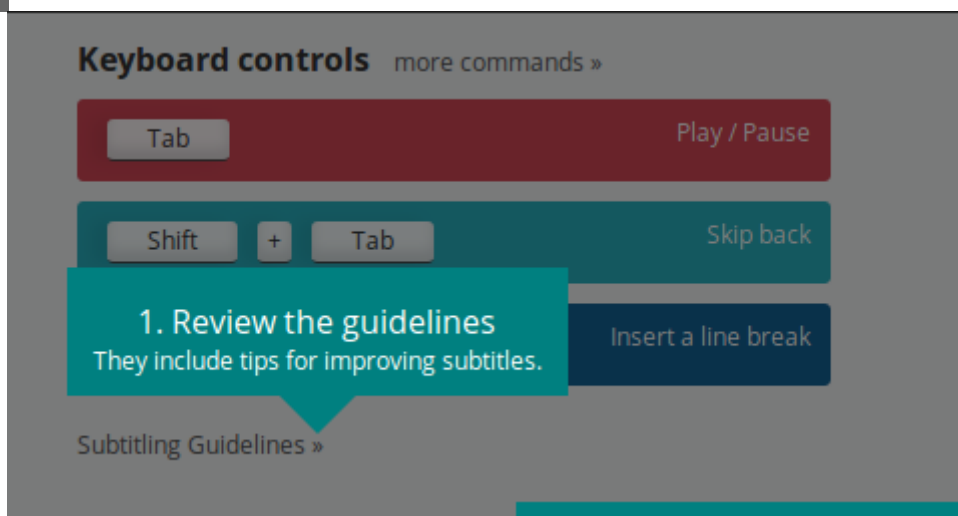 Keyboard controls more commands »
Tab Play / Pause
Shift + Tab Skip back
1. Review the guidelines
They include tips for improving subtitles.
Insert a line break
Subtitling Guidelines »